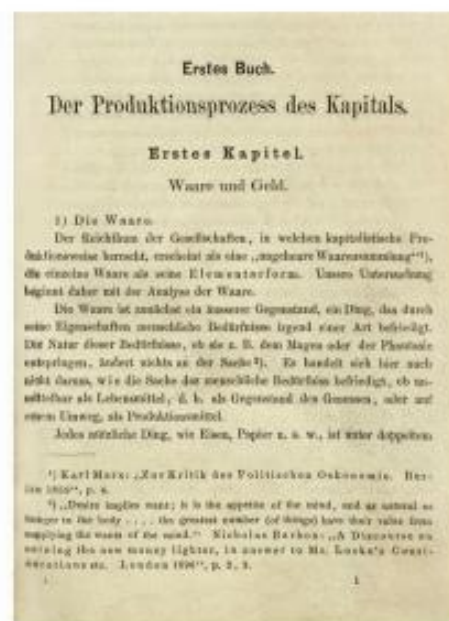 Erstes Buch.
Der Produktionsprozess des Kapitals.
Erstes Kapitel.
Waare und Geld.
1) Die Waare.
Der Reichthum der Gesellschaften, in welchen kapitalistische Pro-
duktionsweise herrscht, erscheint als eine „ungeheure Waarensammlung“¹),
die einzelne Waare als seine Elementarform. Unsere Untersuchung
beginnt daher mit der Analyse der Waare.
Die Waare ist zunächst ein äusserer Gegenstand, ein Ding, das durch
seine Eigenschaften menschliche Bedürfnisse irgend einer Art befriedigt.
Die Natur dieser Bedürfnisse, ob sie z. B. dem Magen oder der Phantasie
entspringen, ändert nichts an der Sache²). Es handelt sich hier auch
nicht darum, wie die Sache das menschliche Bedürfniss befriedigt, ob un-
mittelbar als Lebensmittel, d. h. als Gegenstand des Genusses, oder auf
einem Umweg, als Produktionsmittel.
Jedes nützliche Ding, wie Eisen, Papier u. s. w., ist unter doppeltem
¹) Karl Marx: „Zur Kritik der Politischen Oekonomie. Ber-
lin 1859“, p. 4.
²) „Desire implies want; it is the appetite of the mind, and as natural as
hunger to the body . . . . the greatest number (of things) have their value from
supplying the wants of the mind.“ Nicholas Barbon: „A Discourse on
coining the new money lighter, in answer to Mr. Locke's Consi-
derations etc. London 1696“, p. 2, 3.
1